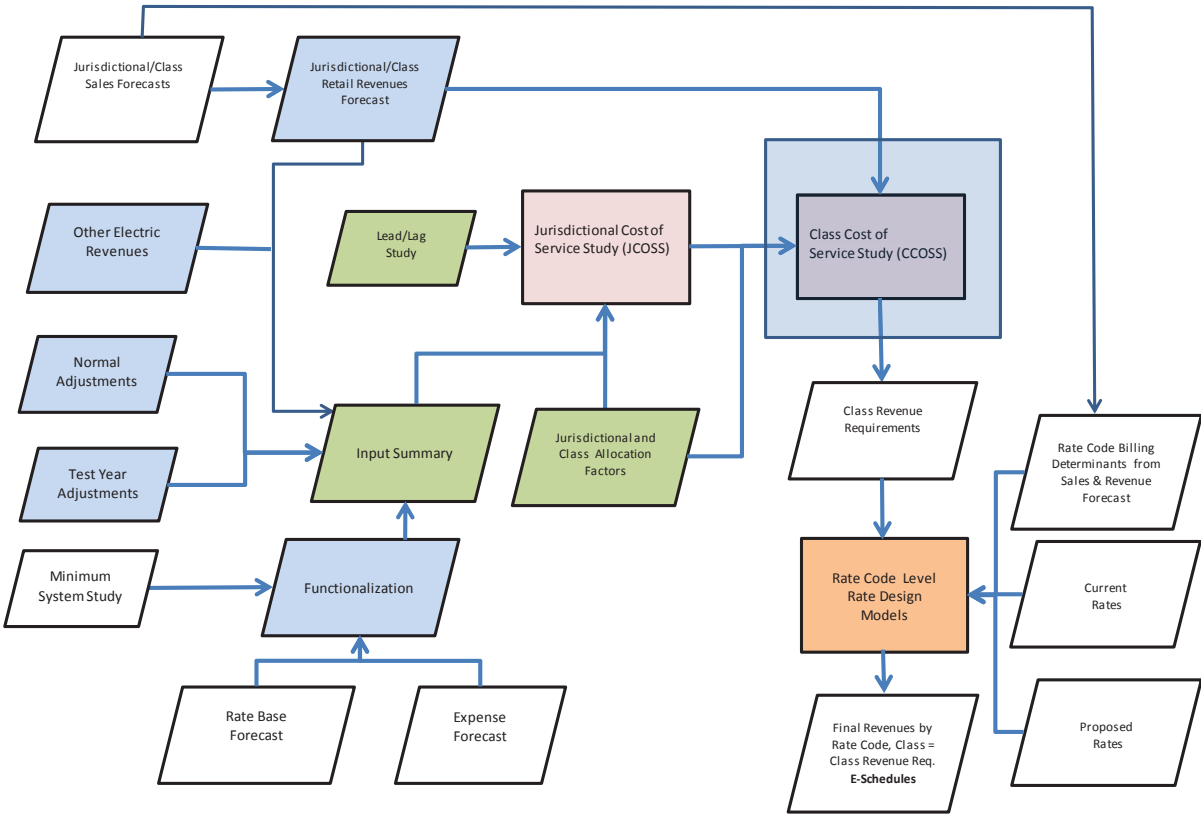 Jurisdictional/Class
Sales Forecasts
Jurisdictional/Class
Retail Revenues
Forecast
Other Electric
Revenues
Lead/Lag
Study
Jurisdictional Cost of
Service Study (JCOSS)
Class Cost of
Service Study (CCOSS)
Normal
Adjustments
Test Year
Adjustments
Input Summary
Jurisdictional and
Class Allocation
Factors
Class Revenue
Requirements
Rate Code Billing
Determinants from
Sales & Revenue
Forecast
Minimum
System Study
Functionalization
Rate Code Level
Rate Design
Models
Current
Rates
Rate Base
Forecast
Expense
Forecast
Final Revenues by
Rate Code, Class =
Class Revenue Req.
E-Schedules
Proposed
Rates